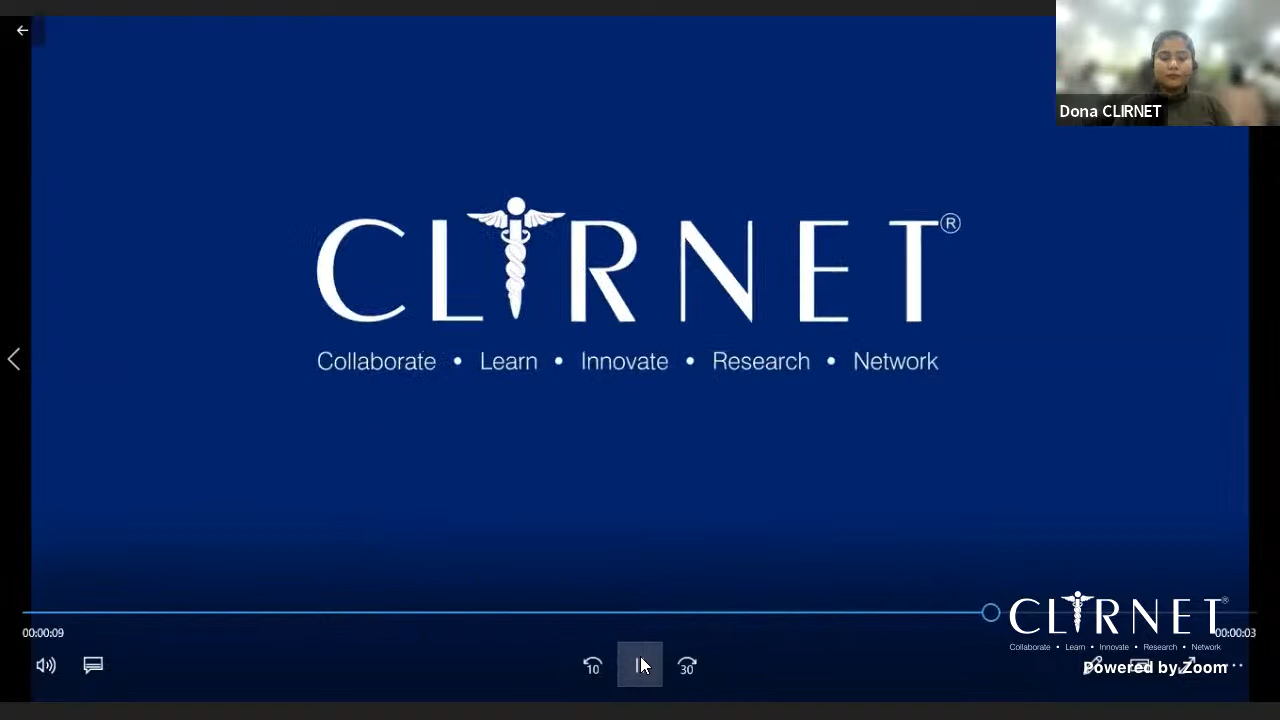 Dona CLIRNET
CLIRNET®
Collaborate • Learn • Innovate • Research • Network
00:00:09
00:00:03
10
30
CLIRNET®
Collaborate • Learn • Innovate • Research • Network
Powered by Zoom